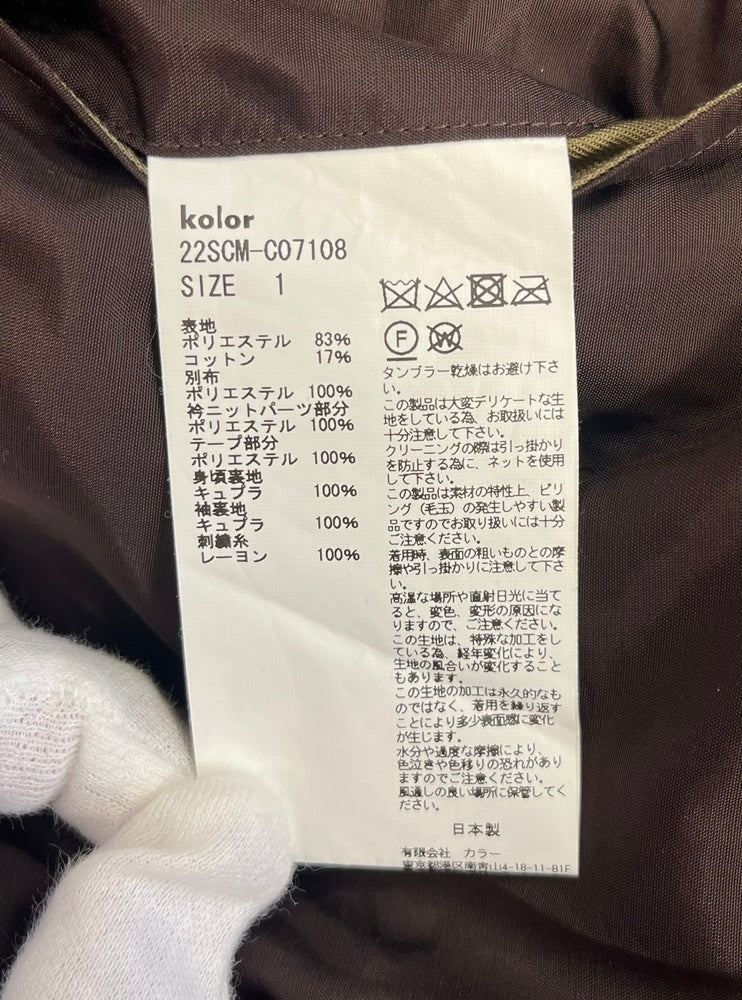 kolor
22SCM-C07108
SIZE 1
表地
ポリエステル 83%
コットン 17%
別布
ポリエステル 100%
衿ニットパーツ部分
ポリエステル 100%
テープ部分
ポリエステル 100%
身頃裏地
キュプラ 100%
袖裏地
キュプラ 100%
刺繍糸
レーヨン 100%
F
W
タンブラー乾燥はお避け下さ
い。
この製品は大変デリケートな生
地をしている為、お取扱いには
十分注意して下さい。
クリーニングの際は引っ掛かり
を防止する為に、ネットを使用
して下さい。
この製品は素材の特性上、ピリ
ング（毛玉）の発生しやすい製
品ですのでお取り扱いには十分
ご注意ください。
着用時、表面の粗いものとの摩
擦や引っ掛かりに注意して下さ
い。
高温な場所や直射日光に当て
ると、変色、変形の原因にな
りますので、ご注意ください。
この生地は、特殊な加工をし
ている為、経年変化により、
生地の風合いが変化すること
もあります。
この生地の加工は永久的なも
のではなく、着用を繰り返す
ことにより多少表面感に変化
が生じます。
水分や過度な摩擦により、
色泣きや色移りの恐れがあり
ますのでご注意ください。
風通しの良い場所に保管してく
ださい。
日本製
有限会社 カラー
東京都港区南青山4-18-11-B1F